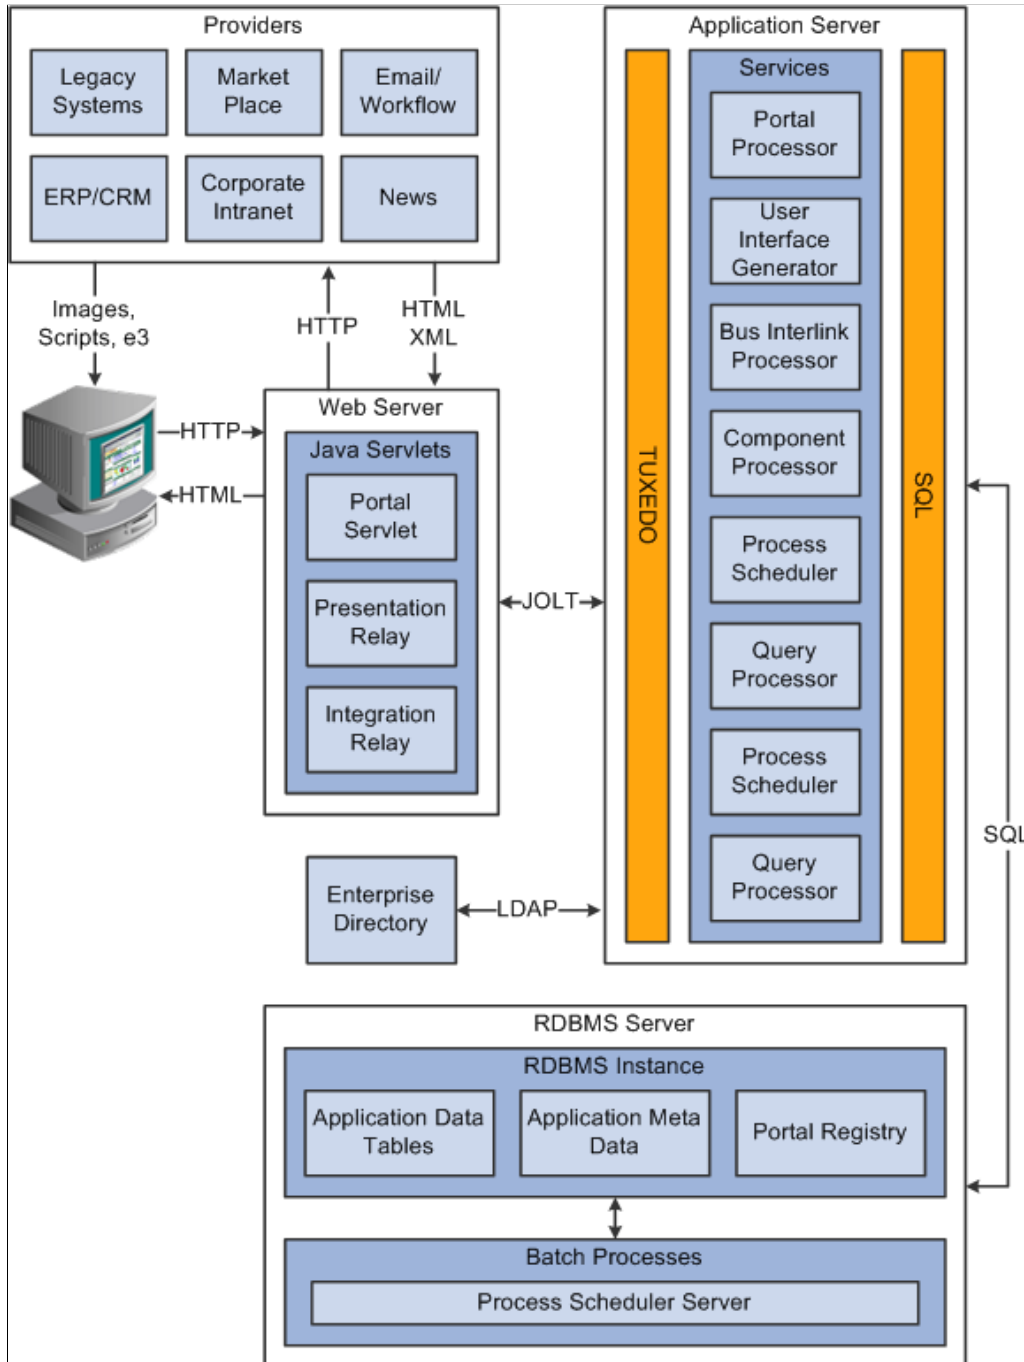 Providers
Legacy
Systems
Market
Place
Email/
Workflow
ERP/CRM
Corporate
Intranet
News
Images,
Scripts, e3
HTTP
HTML
XML
HTTP
HTML
Web Server
Java Servlets
Portal
Servlet
Presentation
Relay
Integration
Relay
JOLT
Enterprise
Directory
LDAP
Application Server
TUXEDO
Services
Portal
Processor
User
Interface
Generator
Bus Interlink
Processor
Component
Processor
Process
Scheduler
Query
Processor
Process
Scheduler
Query
Processor
SQL
SQL
RDBMS Server
RDBMS Instance
Application Data
Tables
Application Meta
Data
Portal Registry
Batch Processes
Process Scheduler Server